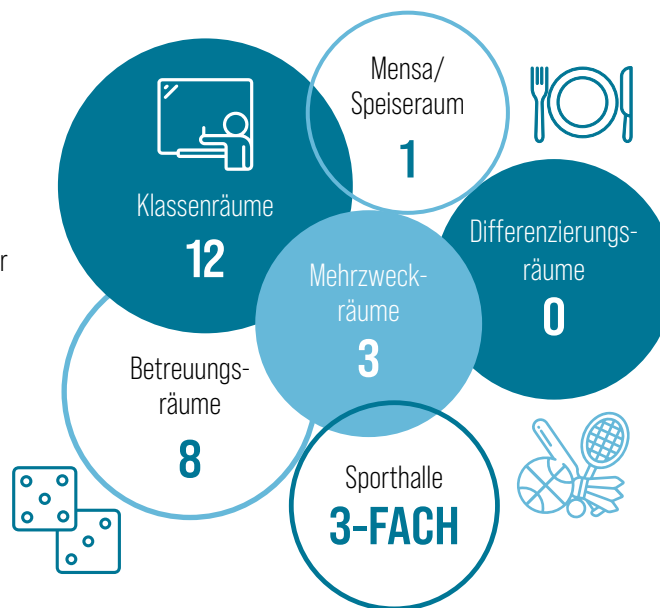 Mensa/
Speiseraum
1
Klassenräume
12
Differenzierungs-
räume
0
r
Mehrzweck-
räume
3
Betreuungs-
räume
8
Sporthalle
3-FACH